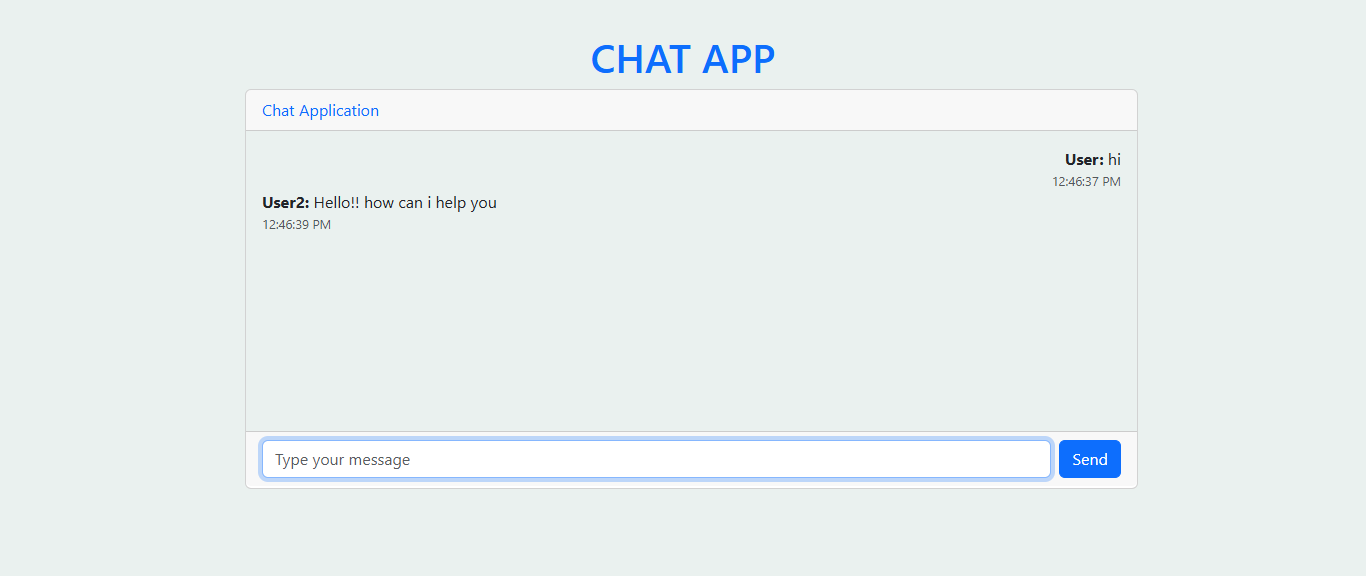 CHAT APP
Chat Application
User: hi
12:46:37 PM
User2: Hello!! how can i help you
12:46:39 PM
Type your message
Send